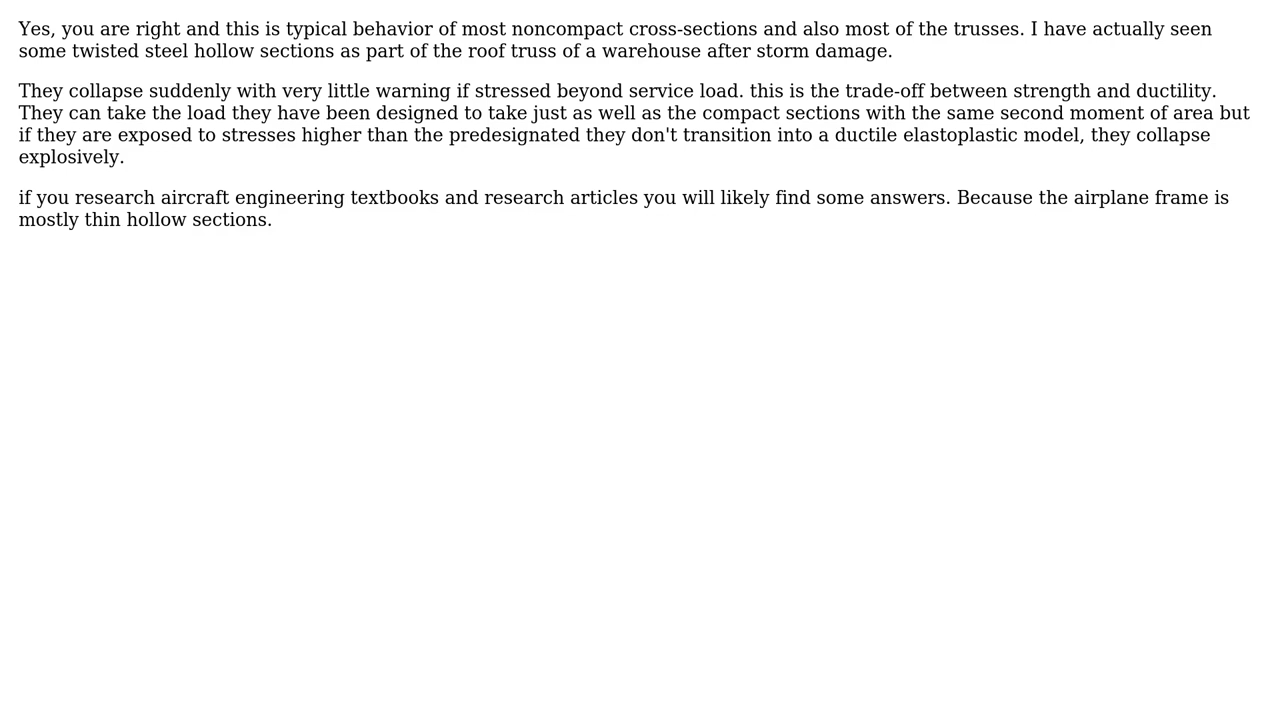 Yes, you are right and this is typical behavior of most noncompact cross-sections and also most of the trusses. I have actually seen
some twisted steel hollow sections as part of the roof truss of a warehouse after storm damage.
They collapse suddenly with very little warning if stressed beyond service load. this is the trade-off between strength and ductility.
They can take the load they have been designed to take just as well as the compact sections with the same second moment of area but
if they are exposed to stresses higher than the predesignated they don't transition into a ductile elastoplastic model, they collapse
explosively.
if you research aircraft engineering textbooks and research articles you will likely find some answers. Because the airplane frame is
mostly thin hollow sections.